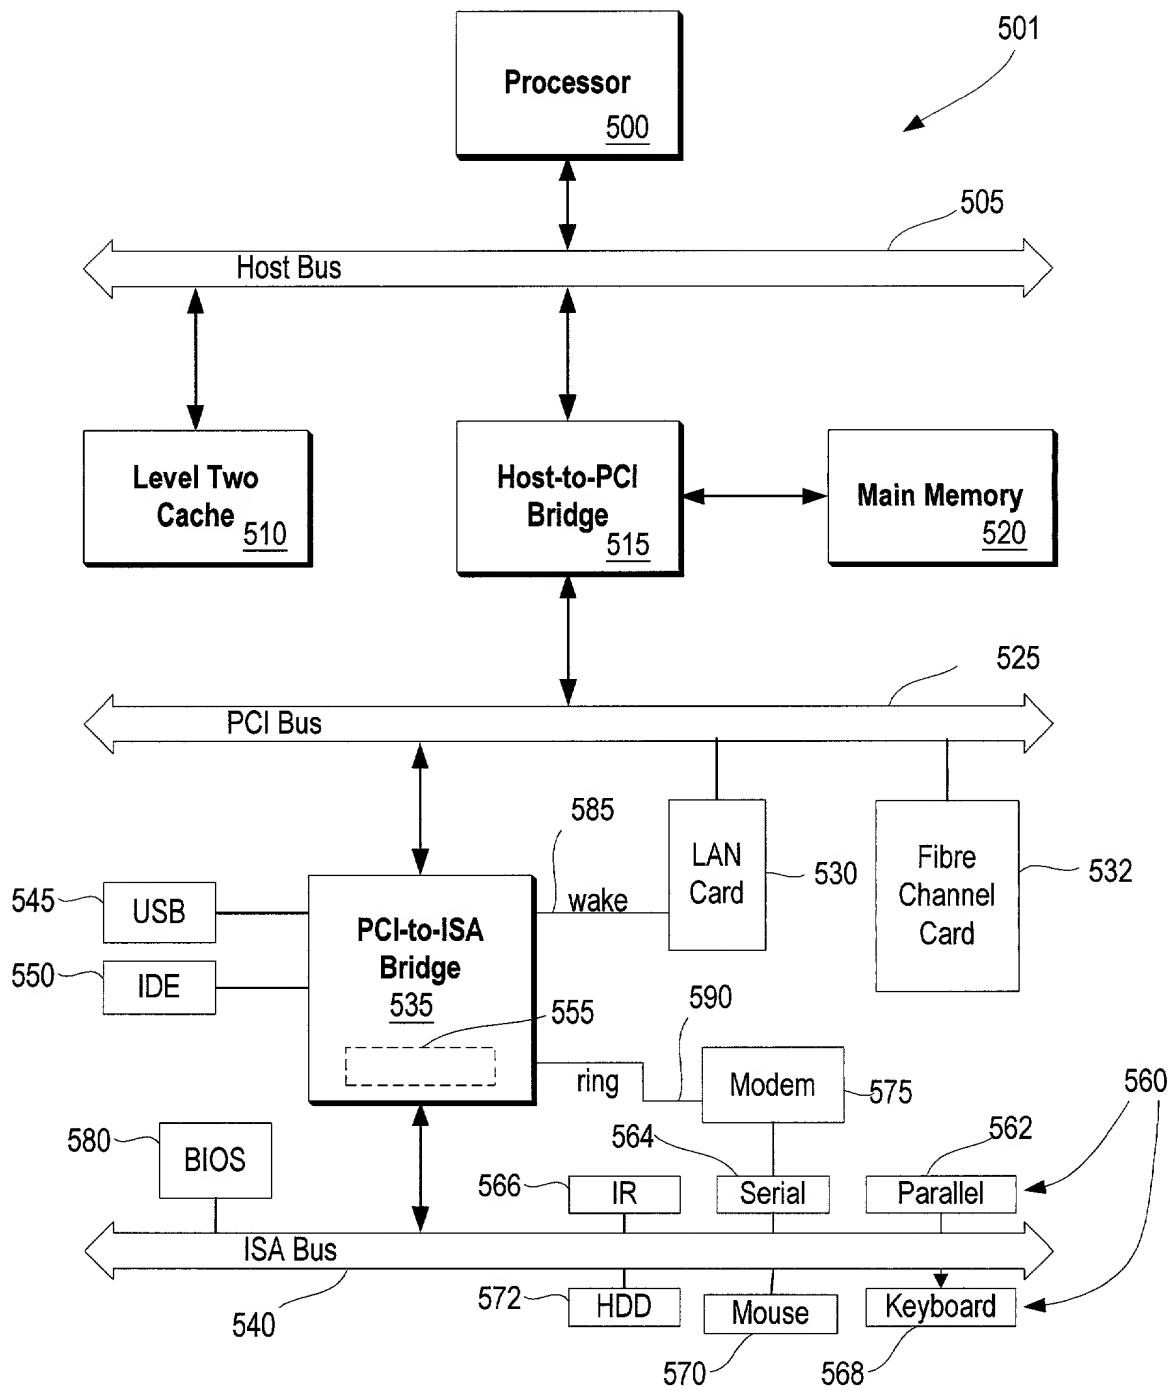 501
Processor
500
505
Host Bus
Level Two
Cache
510
Host-to-PCI
Bridge
515
Main Memory
520
525
PCI Bus
585
LAN
Card
530
Fibre
Channel
Card
532
545
USB
wake
PCI-to-ISA
Bridge
535
550
IDE
555
590
ring
Modem
575
560
580
BIOS
564
562
566
IR
Serial
Parallel
ISA Bus
540
572
HDD
Mouse
Keyboard
570
568